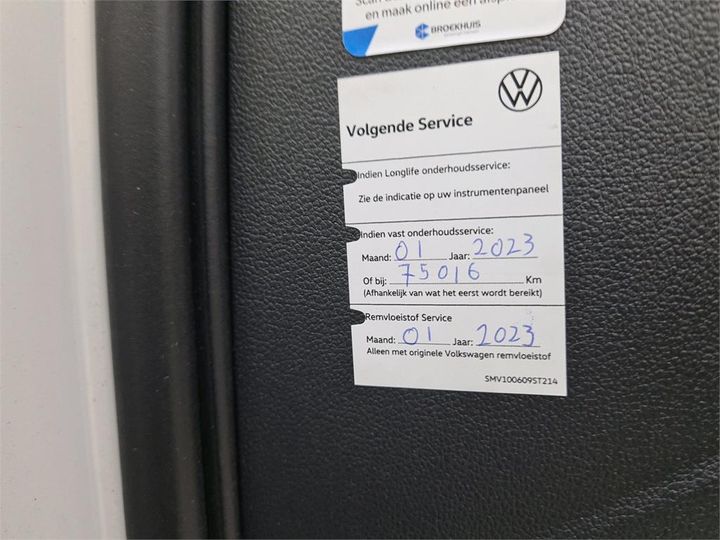 en maak online een
BROEKHUIS
Volgende Service
Indien Longlife onderhoudsservice:
Zie de indicatie op uw instrumentenpaneel
Indien vast onderhoudsservice:
Maand: 01 Jaar: 2023
Of bij: 75016 Km
(Afhankelijk van wat het eerst wordt bereikt)
Remvloeistof Service
Maand: 01 Jaar: 2023
Alleen met originele Volkswagen remvloeistof
SMV100609ST214